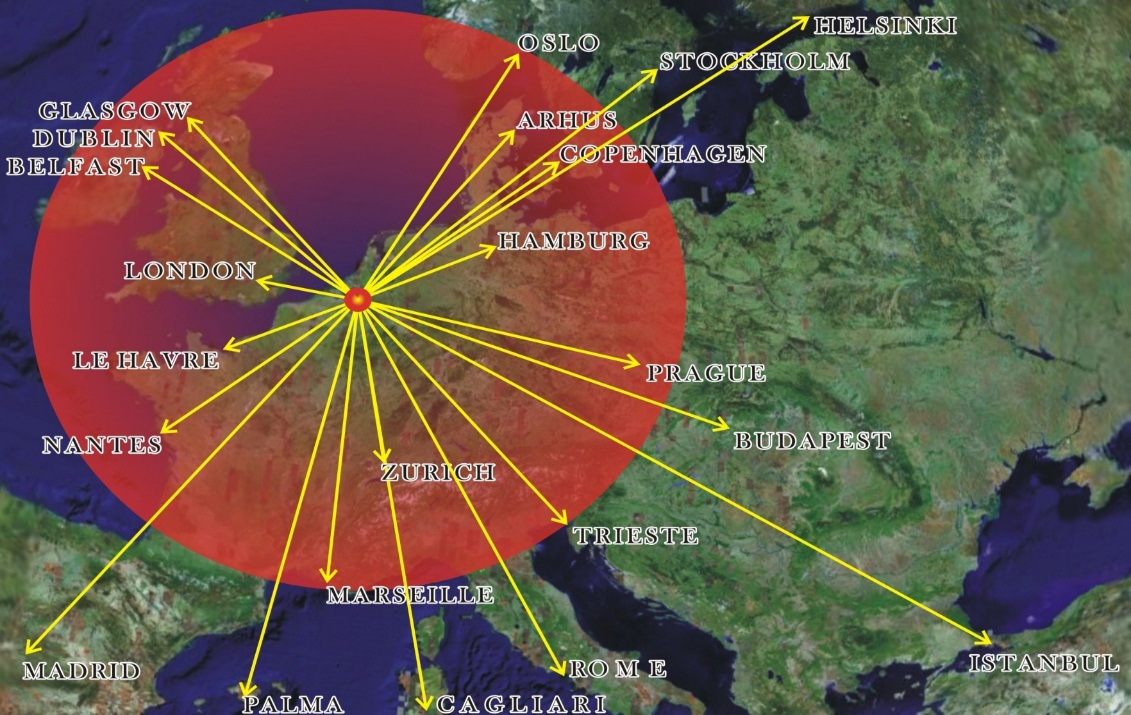 HELSINKI
OSLO
STOCKHOLM
GLASGOW
ARHUS
DUBLIN
COPENHAGEN
BELFAST
HAMBURG
LONDON
LE HAVRE
PRAGUE
NANTES
BUDAPEST
ZURICH
TRIESTE
MARSEILLE
MADRID
ROME
ISTANBUL
PALMA
CAGLIARI